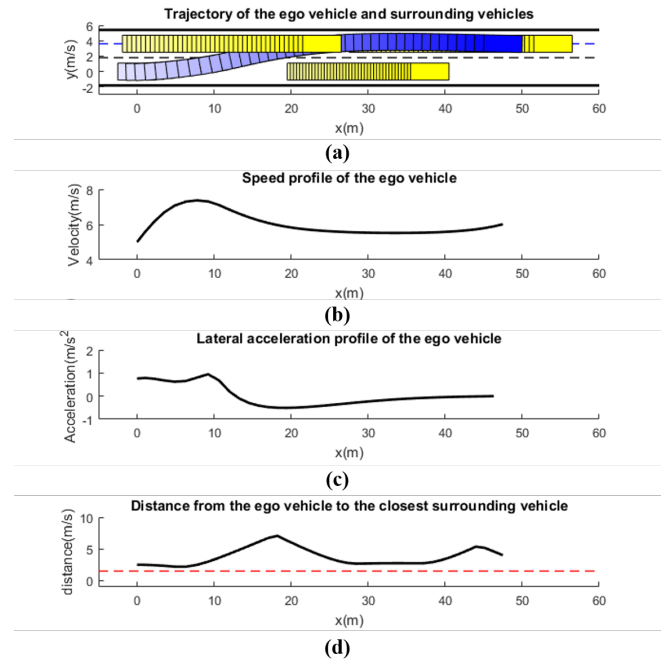 Trajectory of the ego vehicle and surrounding vehicles
6
4
2
0
-2
y(m/s)
0 10 20 30 40 50 60
x(m)
(a)
Speed profile of the ego vehicle
8
6
4
Velocity(m/s)
0 10 20 30 40 50 60
x(m)
(b)
Lateral acceleration profile of the ego vehicle
2
1
0
-1
Acceleration(m/s²
0 10 20 30 40 50 60
x(m)
(c)
Distance from the ego vehicle to the closest surrounding vehicle
10
5
0
distance(m/s)
0 10 20 30 40 50 60
x(m)
(d)